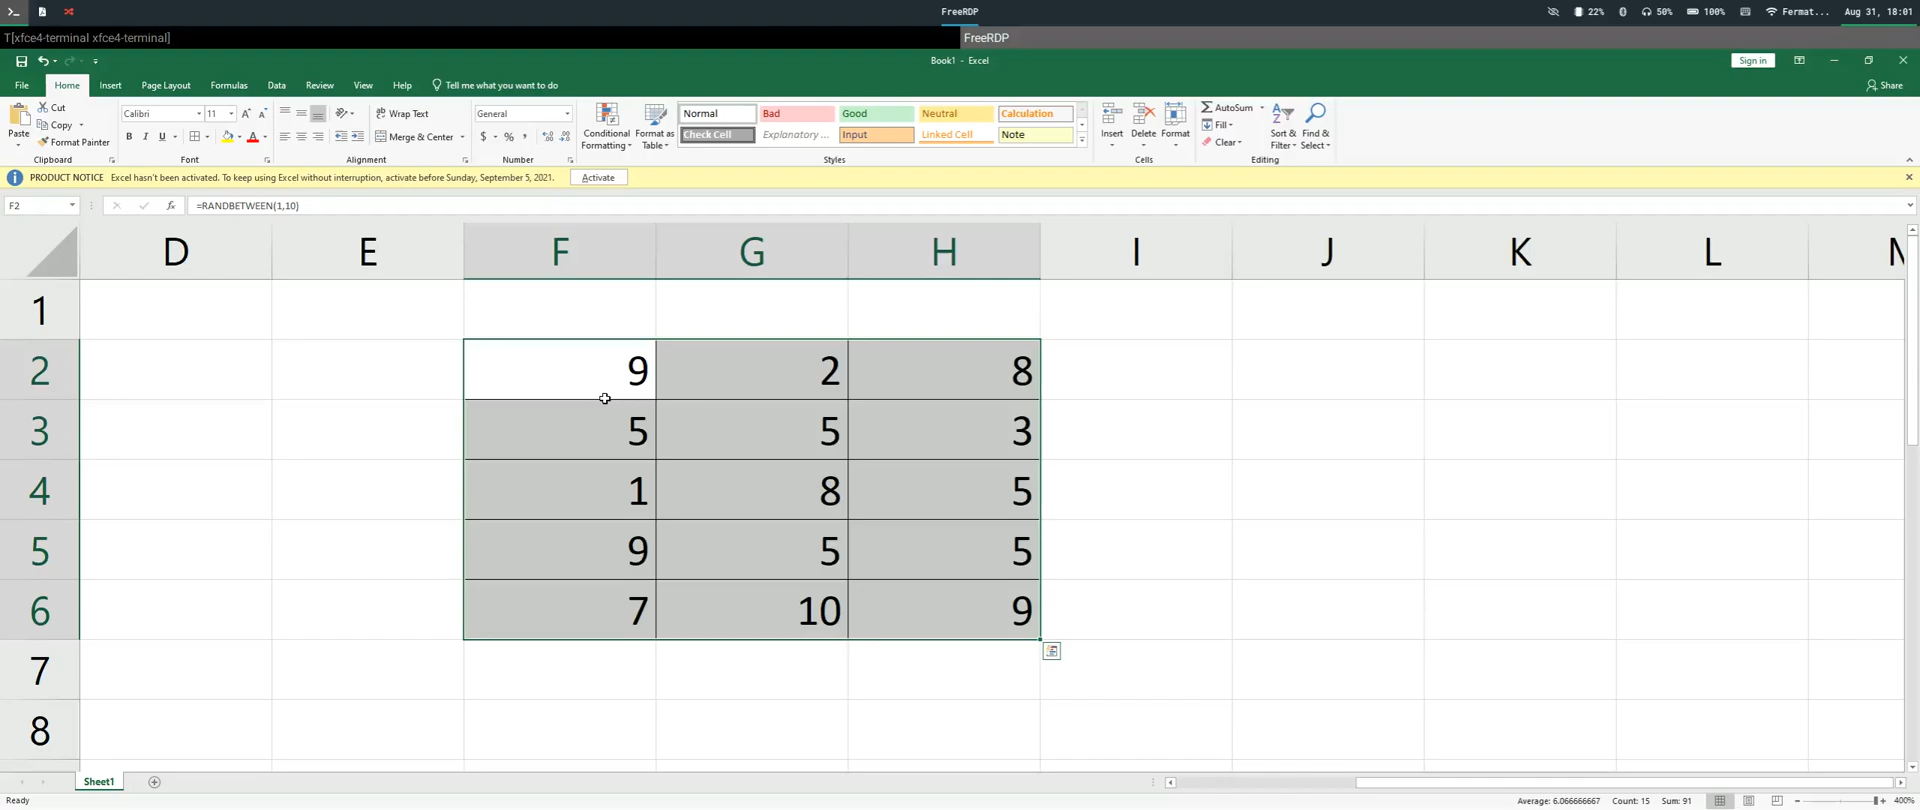 FreeRDP
22%
50%
100%
Fermat...
Aug 31, 18:01
T[xfce4-terminal xfce4-terminal]
FreeRDP
Book1 - Excel
Sign in
File
Home
Insert
Page Layout
Formulas
Data
Review
View
Help
Tell me what you want to do
Share
Paste
Cut
Copy
Format Painter
Clipboard
Calibri
11
B I U
Font
Wrap Text
Merge & Center
Alignment
General
$ % ,
Number
Conditional
Formatting
Format as
Table
Normal
Bad
Good
Neutral
Calculation
Check Cell
Explanatory ...
Input
Linked Cell
Note
Styles
Insert
Delete
Format
Cells
AutoSum
Fill
Clear
Sort &
Filter
Find &
Select
Editing
PRODUCT NOTICE Excel hasn't been activated. To keep using Excel without interruption, activate before Sunday, September 5, 2021.
Activate
F2
fx
=RANDBETWEEN(1,10)
D E F G H I J K L M
1
2 9 2 8
3 5 5 3
4 1 8 5
5 9 5 5
6 7 10 9
7
8
Sheet1
Ready
Average: 6.066666667 Count: 15 Sum: 91
400%